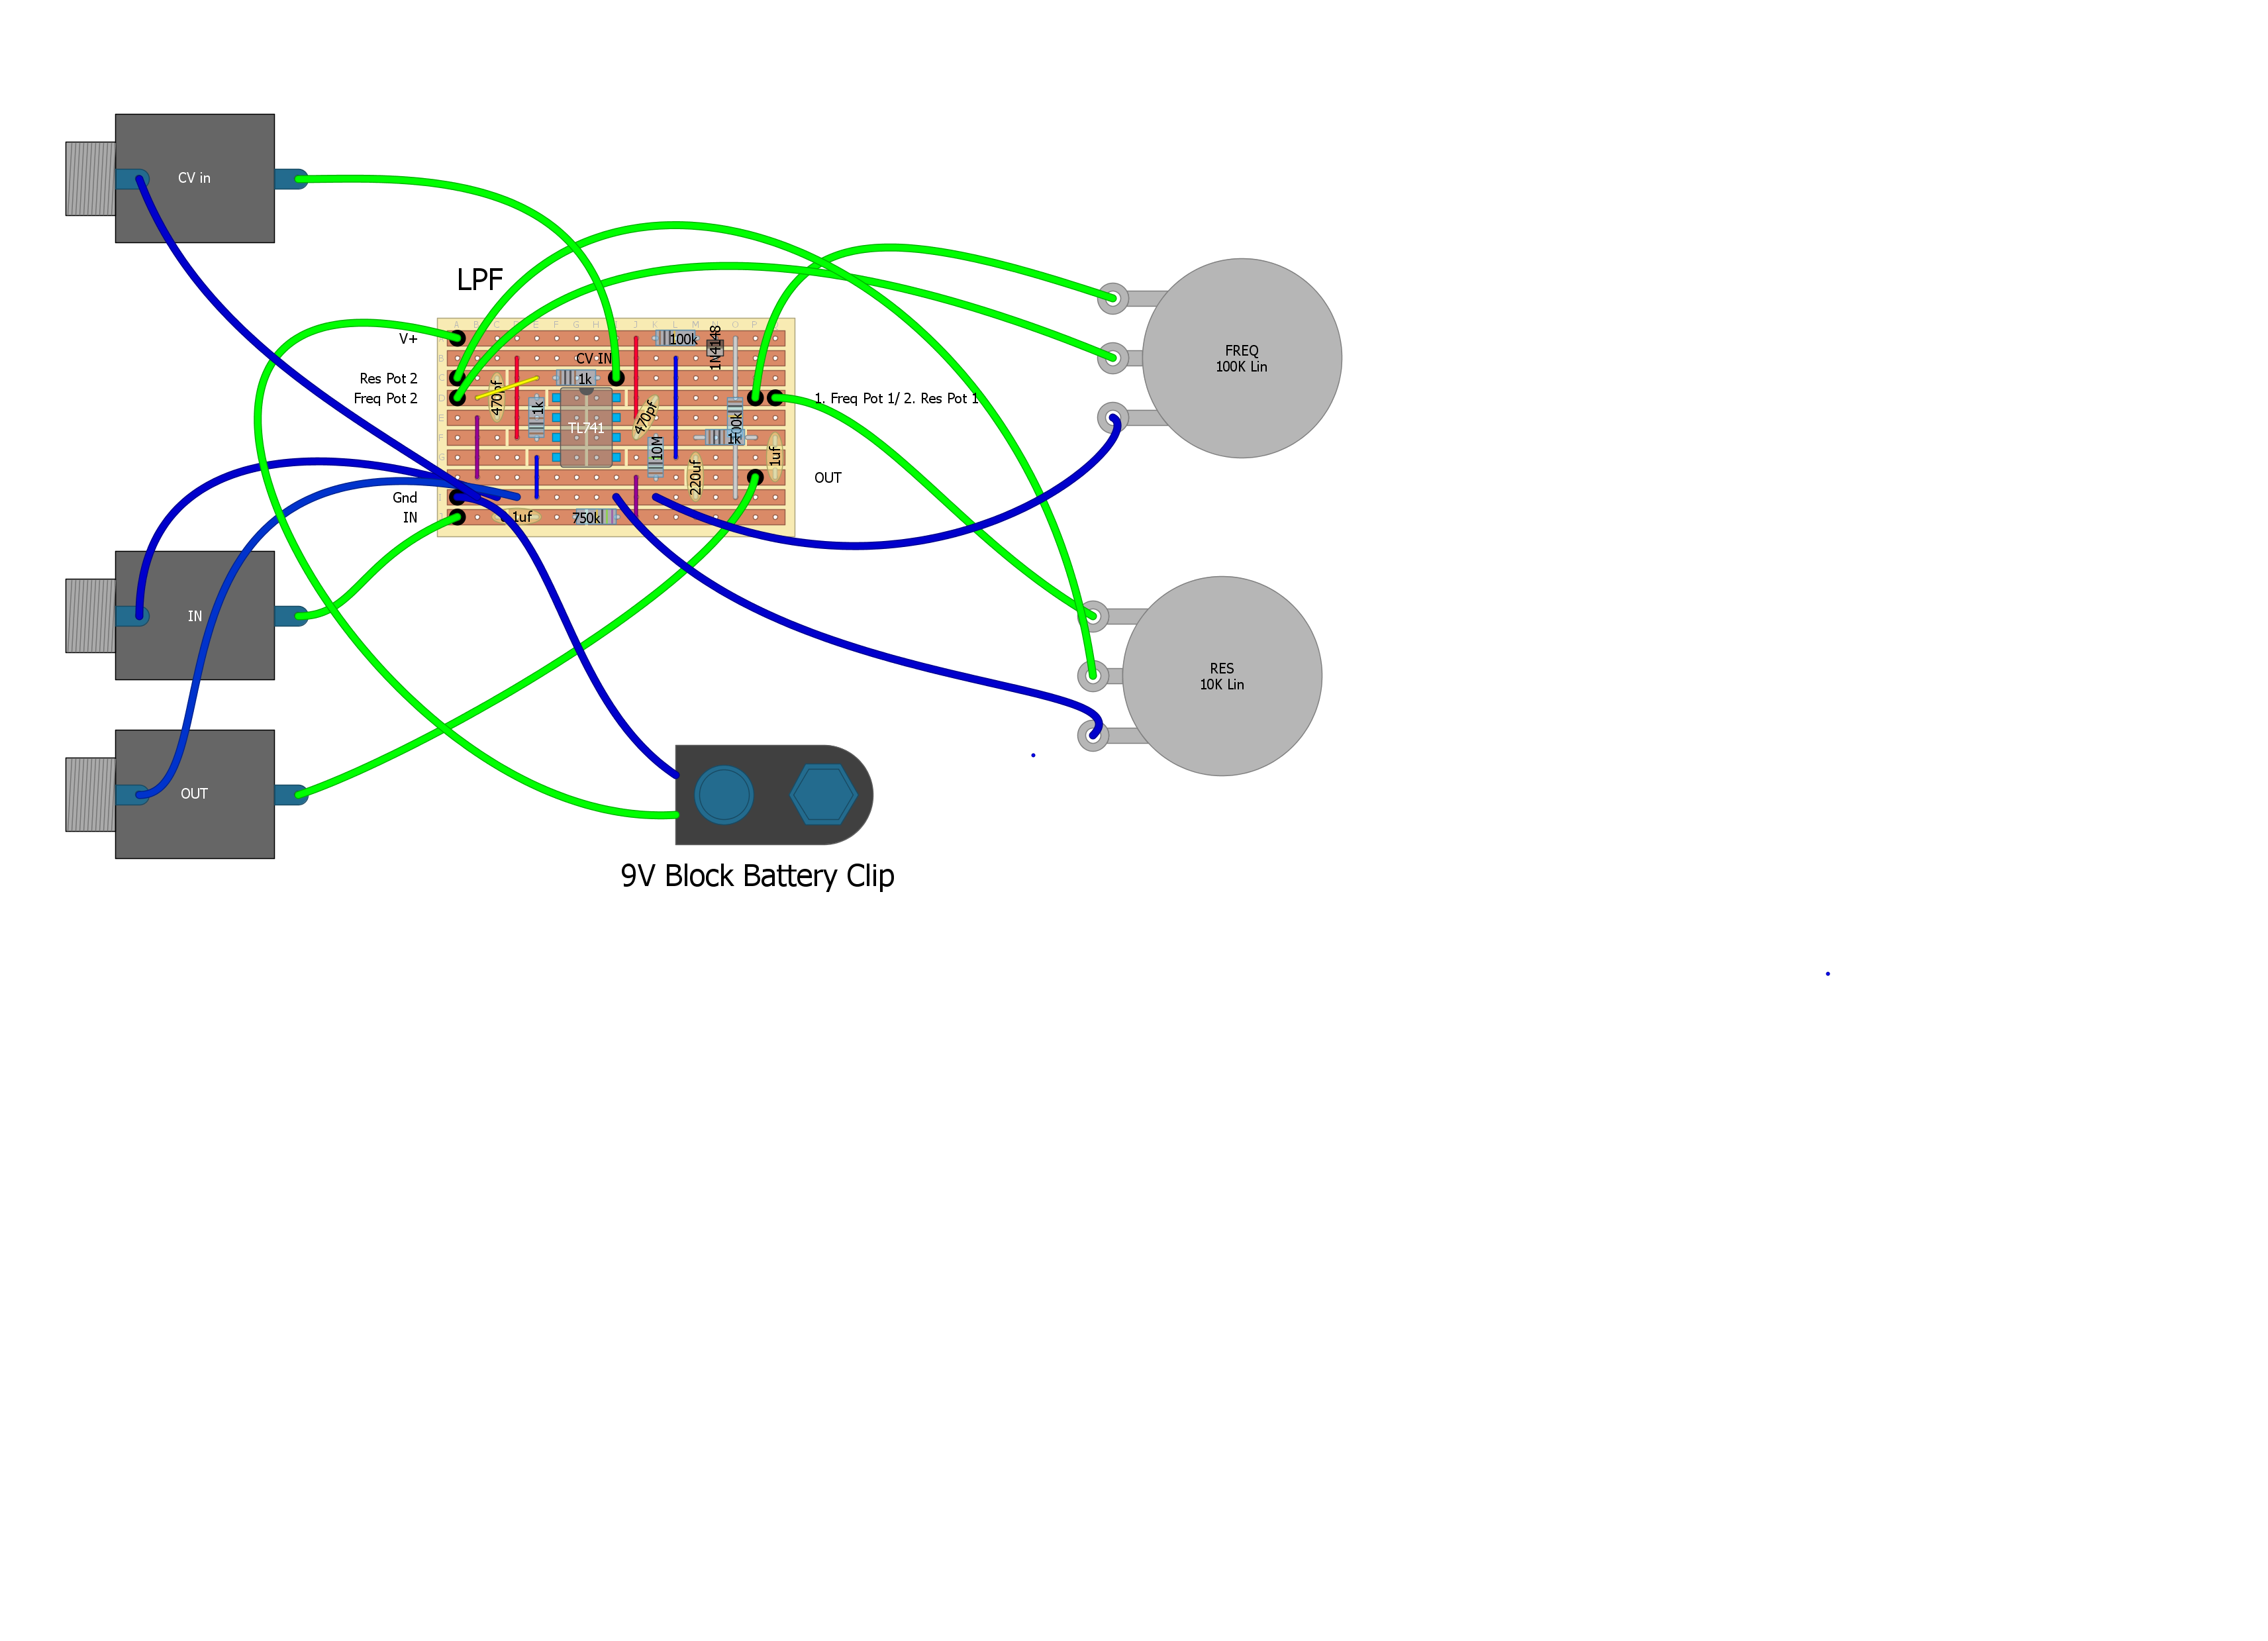 CV in
LPF
V+
100k
1N4148
CV IN
Res Pot 2
1k
Freq Pot 2
470pf
1k
TL741
470pf
1. Freq Pot 1/ 2. Res Pot 1
10M
1k
220uf
1uf
OUT
Gnd
IN
750k
FREQ
100K Lin
IN
RES
10K Lin
OUT
9V Block Battery Clip